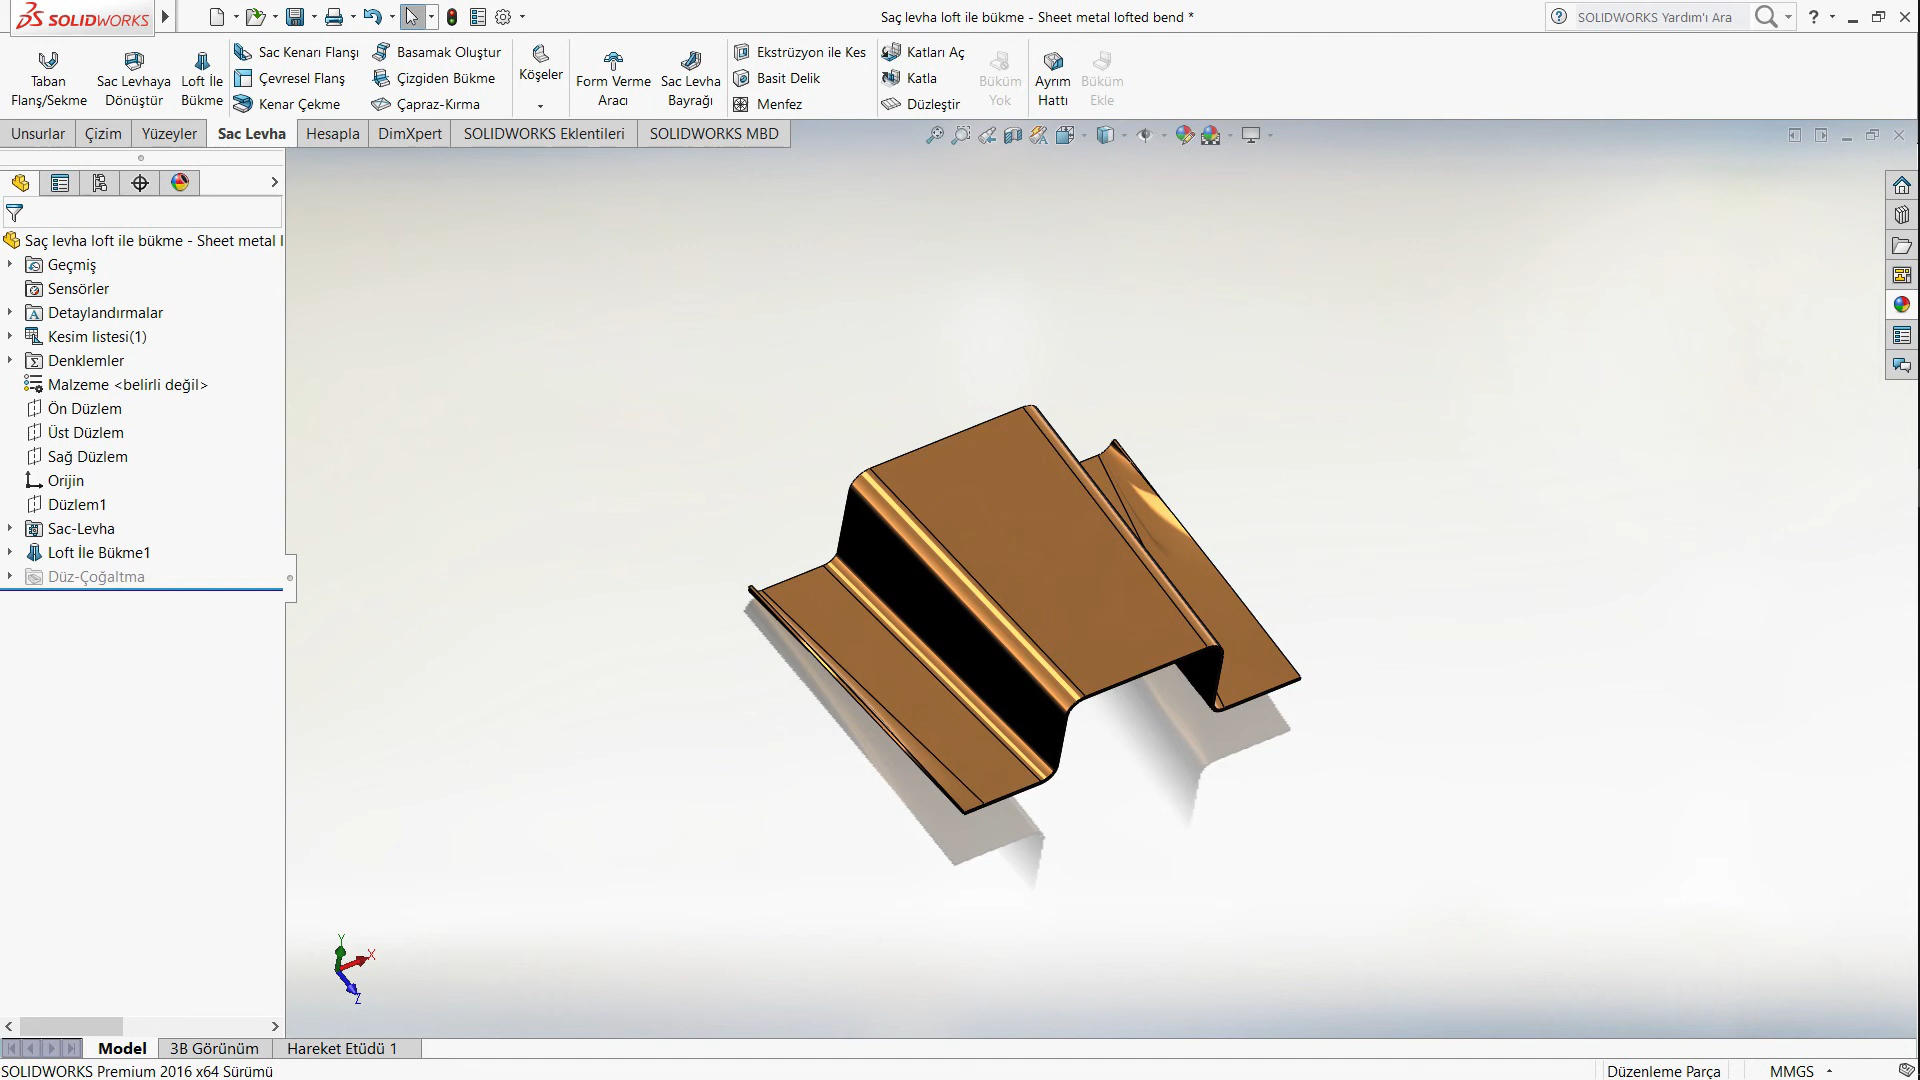 SOLIDWORKS
Saç levha loft ile bükme - Sheet metal lofted bend *
SOLIDWORKS Yardım'ı Ara
?
Taban Flanş/Sekme
Sac Levhaya Dönüştür
Loft İle Bükme
Sac Kenarı Flanşı
Çevresel Flanş
Kenar Çekme
Basamak Oluştur
Çizgiden Bükme
Çapraz-Kırma
Köşeler
Form Verme Aracı
Sac Levha Bayrağı
Ekstrüzyon ile Kes
Basit Delik
Menfez
Katları Aç
Katla
Düzleştir
Büküm Yok
Ayrım Hattı
Büküm Ekle
Unsurlar
Çizim
Yüzeyler
Sac Levha
Hesapla
DimXpert
SOLIDWORKS Eklentileri
SOLIDWORKS MBD
Saç levha loft ile bükme - Sheet metal l
Geçmiş
Sensörler
Detaylandırmalar
Kesim listesi(1)
Denklemler
Malzeme <belirli değil>
Ön Düzlem
Üst Düzlem
Sağ Düzlem
Orijin
Düzlem1
Sac-Levha
Loft İle Bükme1
Düz-Çoğaltma
Y
X
Z
Model
3B Görünüm
Hareket Etüdü 1
SOLIDWORKS Premium 2016 x64 Sürümü
Düzenleme Parça
MMGS